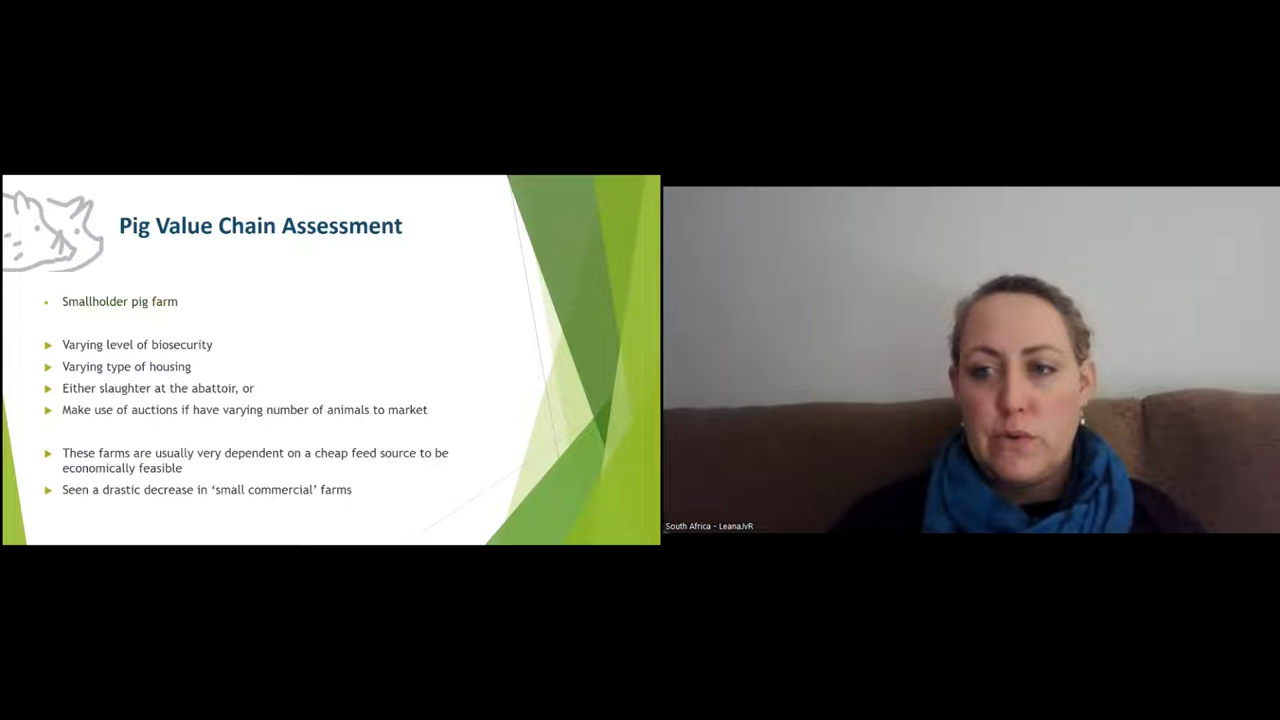 Pig Value Chain Assessment
Smallholder pig farm
Varying level of biosecurity
Varying type of housing
Either slaughter at the abattoir, or
Make use of auctions if have varying number of animals to market
These farms are usually very dependent on a cheap feed source to be
economically feasible
Seen a drastic decrease in ‘small commercial’ farms
South Africa - LeanaJvR